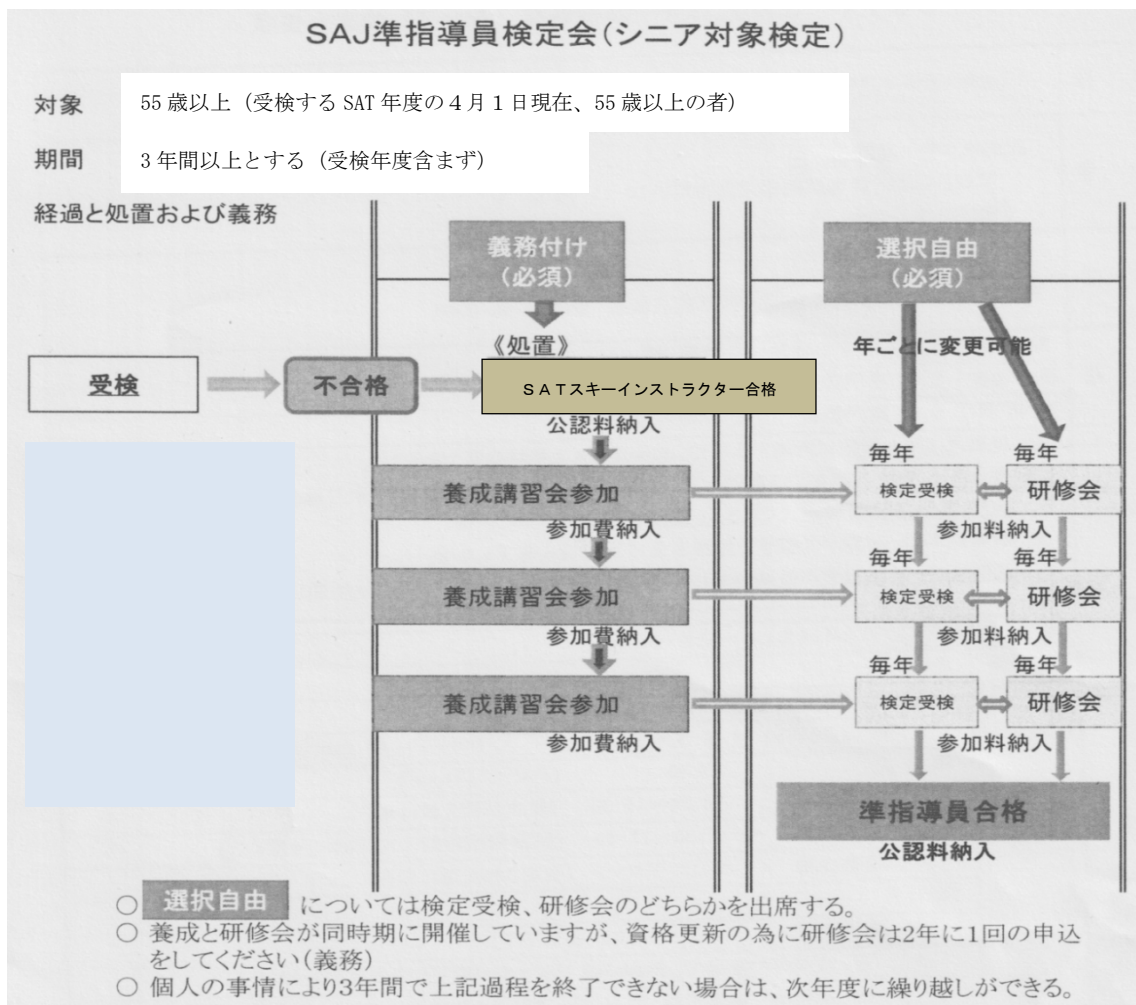 SAJ準指導員検定会(シニア対象検定)
対象 55歳以上（受検するSAT年度の4月1日現在、55歳以上の者）
期間 3年間以上とする（受検年度含まず）
経過と処置および義務
義務付け
(必須)
選択自由
(必須)
《処置》
年ごとに変更可能
受検
不合格
SATスキーインストラクター合格
公認料納入
毎年 毎年
養成講習会参加
検定受検
研修会
参加費納入
参加料納入
毎年 毎年
養成講習会参加
検定受検
研修会
参加費納入
参加料納入
毎年 毎年
養成講習会参加
検定受検
研修会
参加費納入
参加料納入
準指導員合格
公認料納入
○ 選択自由 については検定受検、研修会のどちらかを出席する。
○ 養成と研修会が同時期に開催していますが、資格更新の為に研修会は2年に1回の申込
をしてください(義務)
○ 個人の事情により3年間で上記過程を終了できない場合は、次年度に繰り越しができる。